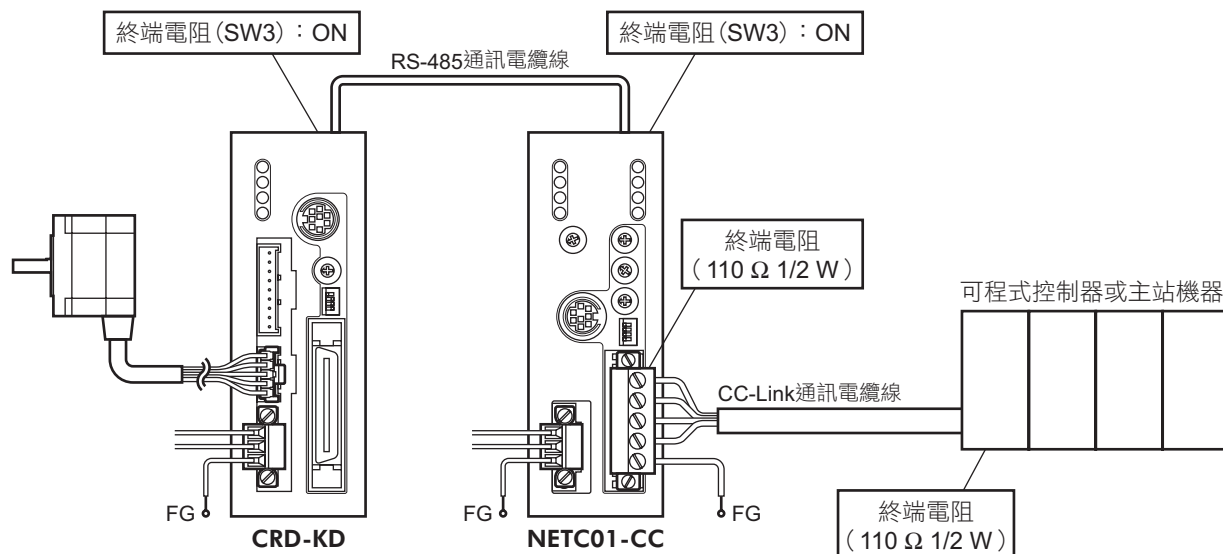 終端電阻(SW3)：ON
終端電阻(SW3)：ON
RS-485通訊電纜線
終端電阻
（110 Ω 1/2 W）
可程式控制器或主站機器
CC-Link通訊電纜線
FG
FG
FG
CRD-KD
NETC01-CC
終端電阻
（110 Ω 1/2 W）